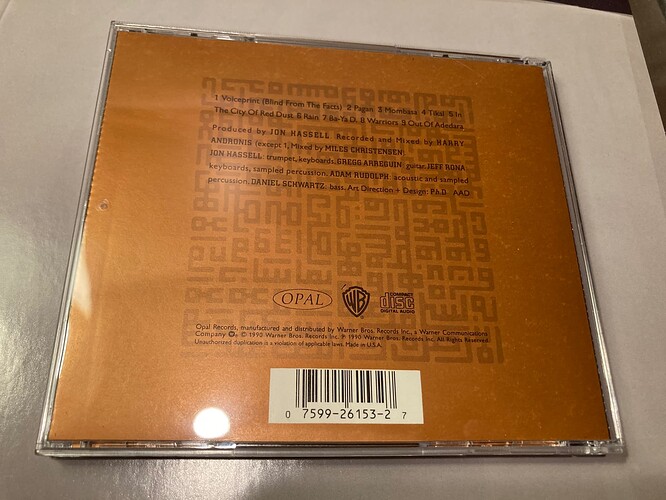 1 Voiceprint (Blind From The Facts) 2 Pagan 3 Mombasa 4 Tikal 5 In
The City Of Red Dust 6 Rain 7 Ba-Ya D. 8 Warriors 9 Out Of Adedara
Produced by JON HASSELL Recorded and Mixed by: HARRY
ANDRONIS (except 1, Mixed by MILES CHRISTENSEN)
JON HASSELL trumpet, keyboards. GREGG ARREGUIN guitar. JEFF RONA
keyboards, sampled percussion. ADAM RUDOLPH acoustic and sampled
percussion. DANIEL SCHWARTZ bass. Art Direction + Design: P.h.D AAD
OPAL
WB
COMPACT
disc
DIGITAL AUDIO
Opal Records, manufactured and distributed by Warner Bros. Records Inc., a Warner Communications
Company © 1990 Warner Bros. Records Inc. ℗ 1990 Warner Bros. Records Inc. All Rights Reserved.
Unauthorized duplication is a violation of applicable laws. Made in U.S.A.
0 7599-26153-2 7